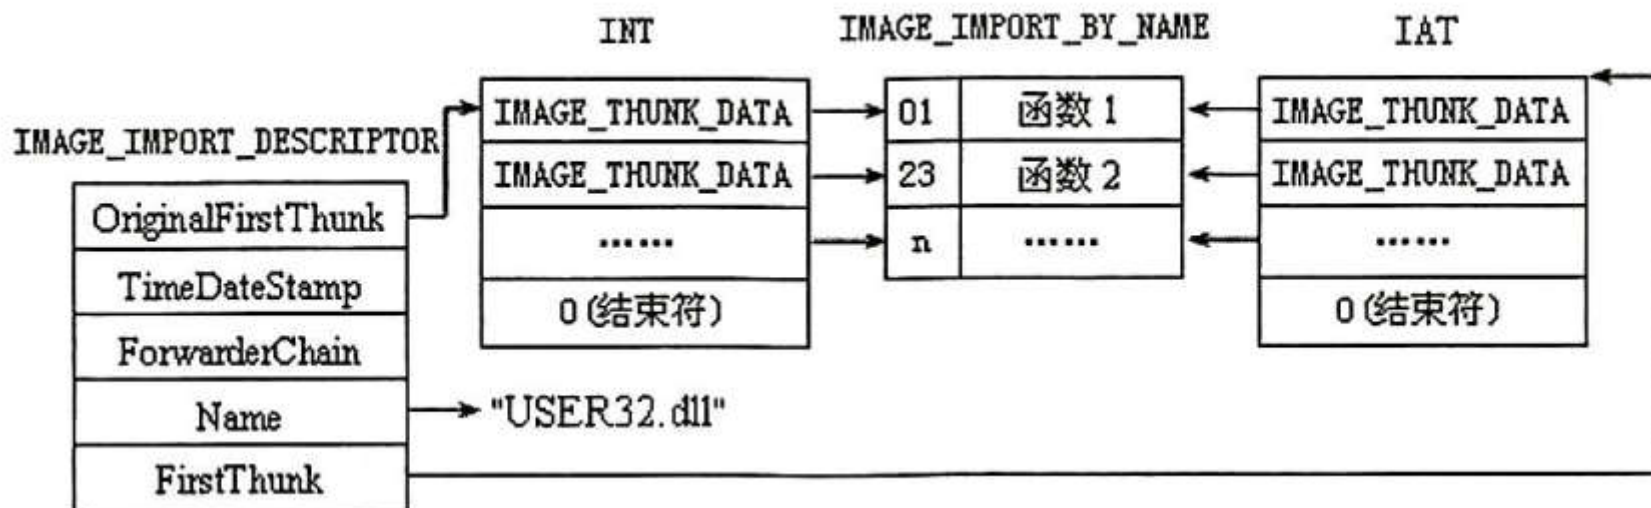 INT
IMAGE_IMPORT_BY_NAME
IAT
IMAGE_IMPORT_DESCRIPTOR
OriginalFirstThunk
TimeDateStamp
ForwarderChain
Name
FirstThunk
IMAGE_THUNK_DATA
IMAGE_THUNK_DATA
......
0(结束符)
"USER32.dll"
01 函数1
23 函数2
n ......
IMAGE_THUNK_DATA
IMAGE_THUNK_DATA
......
0(结束符)